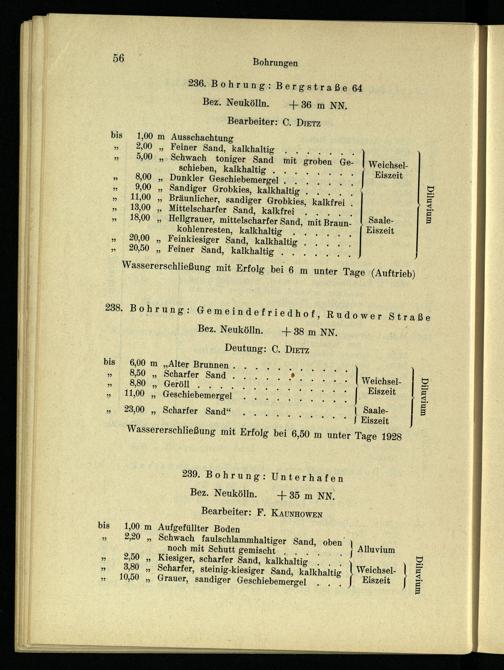 56
Bohrungen
236. Bohrung: Bergstraße 64
Bez. Neukölln. +36 m NN.
Bearbeiter: C. Dietz
bis 1,00 m Ausschachtung
„ 2,00 „ Feiner Sand, kalkhaltig . . . . . . .
„ 5,00 „ Schwach toniger Sand mit groben Ge-
schieben, kalkhaltig . . . . . . . Weichsel-
„ 8,00 „ Dunkler Geschiebemergel . . . . . . Eiszeit
„ 9,00 „ Sandiger Grobkies, kalkhaltig . . . .
„ 11,00 „ Bräunlicher, sandiger Grobkies, kalkfrei . Diluvium
„ 13,00 „ Mittelscharfer Sand, kalkfrei . . . .
„ 18,00 „ Hellgrauer, mittelscharfer Sand, mit Braun- Saale-
kohlenresten, kalkhaltig . . . . . . Eiszeit
„ 20,00 „ Feinkiesiger Sand, kalkhaltig . . . . .
„ 20,50 „ Feiner Sand, kalkhaltig . . . . . . .
Wassererschließung mit Erfolg bei 6 m unter Tage (Auftrieb)
238. Bohrung: Gemeindefriedhof, Rudower Straße
Bez. Neukölln. +38 m NN.
Deutung: C. Dietz
bis 6,00 m „Alter Brunnen . . . . . . . . . .
„ 8,50 „ Scharfer Sand . . . . . . . . . .
„ 8,80 „ Geröll . . . . . . . . . . . . . Weichsel-
„ 11,00 „ Geschiebemergel . . . . . . . . . Eiszeit Diluvium
„ 23,00 „ Scharfer Sand“ . . . . . . . . . Saale-
Eiszeit
Wassererschließung mit Erfolg bei 6,50 m unter Tage 1928
239. Bohrung: Unterhafen
Bez. Neukölln. +35 m NN.
Bearbeiter: F. Kaunhowen
bis 1,00 m Aufgefüllter Boden
„ 2,20 „ Schwach faulschlammhaltiger Sand, oben
noch mit Schutt gemischt . . . . . . Alluvium
„ 2,50 „ Kiesiger, scharfer Sand, kalkhaltig . . .
„ 3,80 „ Scharfer, steinig-kiesiger Sand, kalkhaltig Weichsel-
„ 10,50 „ Grauer, sandiger Geschiebemergel . . . Eiszeit Diluvium